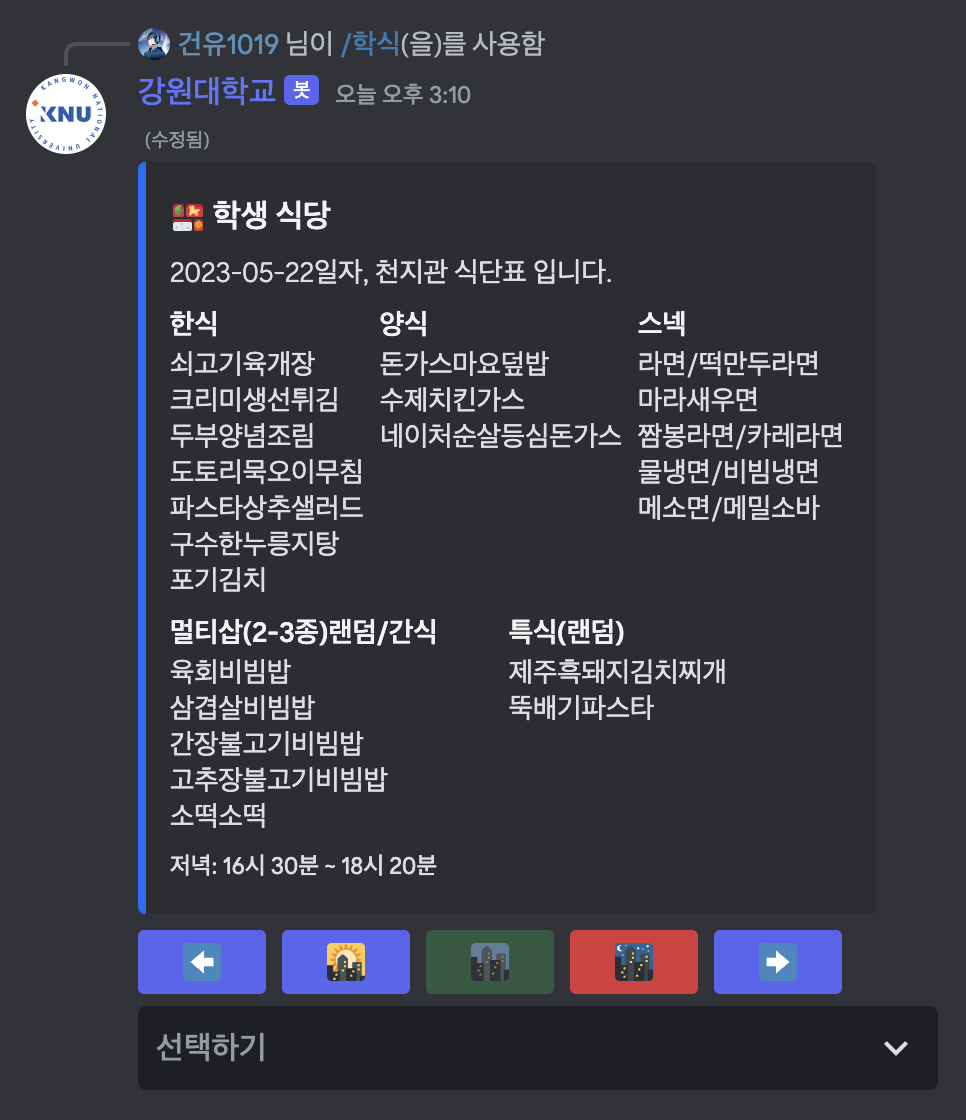 건유1019 님이 /학식(을)를 사용함
강원대학교 봇 오늘 오후 3:10
KANGWON NATIONAL UNIVERSITY
KNU
(수정됨)
학생 식당
2023-05-22일자, 천지관 식단표 입니다.
한식
쇠고기육개장
크리미생선튀김
두부양념조림
도토리묵오이무침
파스타상추샐러드
구수한누룽지탕
포기김치
양식
돈가스마요덮밥
수제치킨가스
네이처순살등심돈가스
스넥
라면/떡만두라면
마라새우면
짬봉라면/카레라면
물냉면/비빔냉면
메소면/메밀소바
멀티샵(2-3종)랜덤/간식
육회비빔밥
삼겹살비빔밥
간장불고기비빔밥
고추장불고기비빔밥
소떡소떡
특식(랜덤)
제주흑돼지김치찌개
뚝배기파스타
저녁: 16시 30분 ~ 18시 20분
선택하기